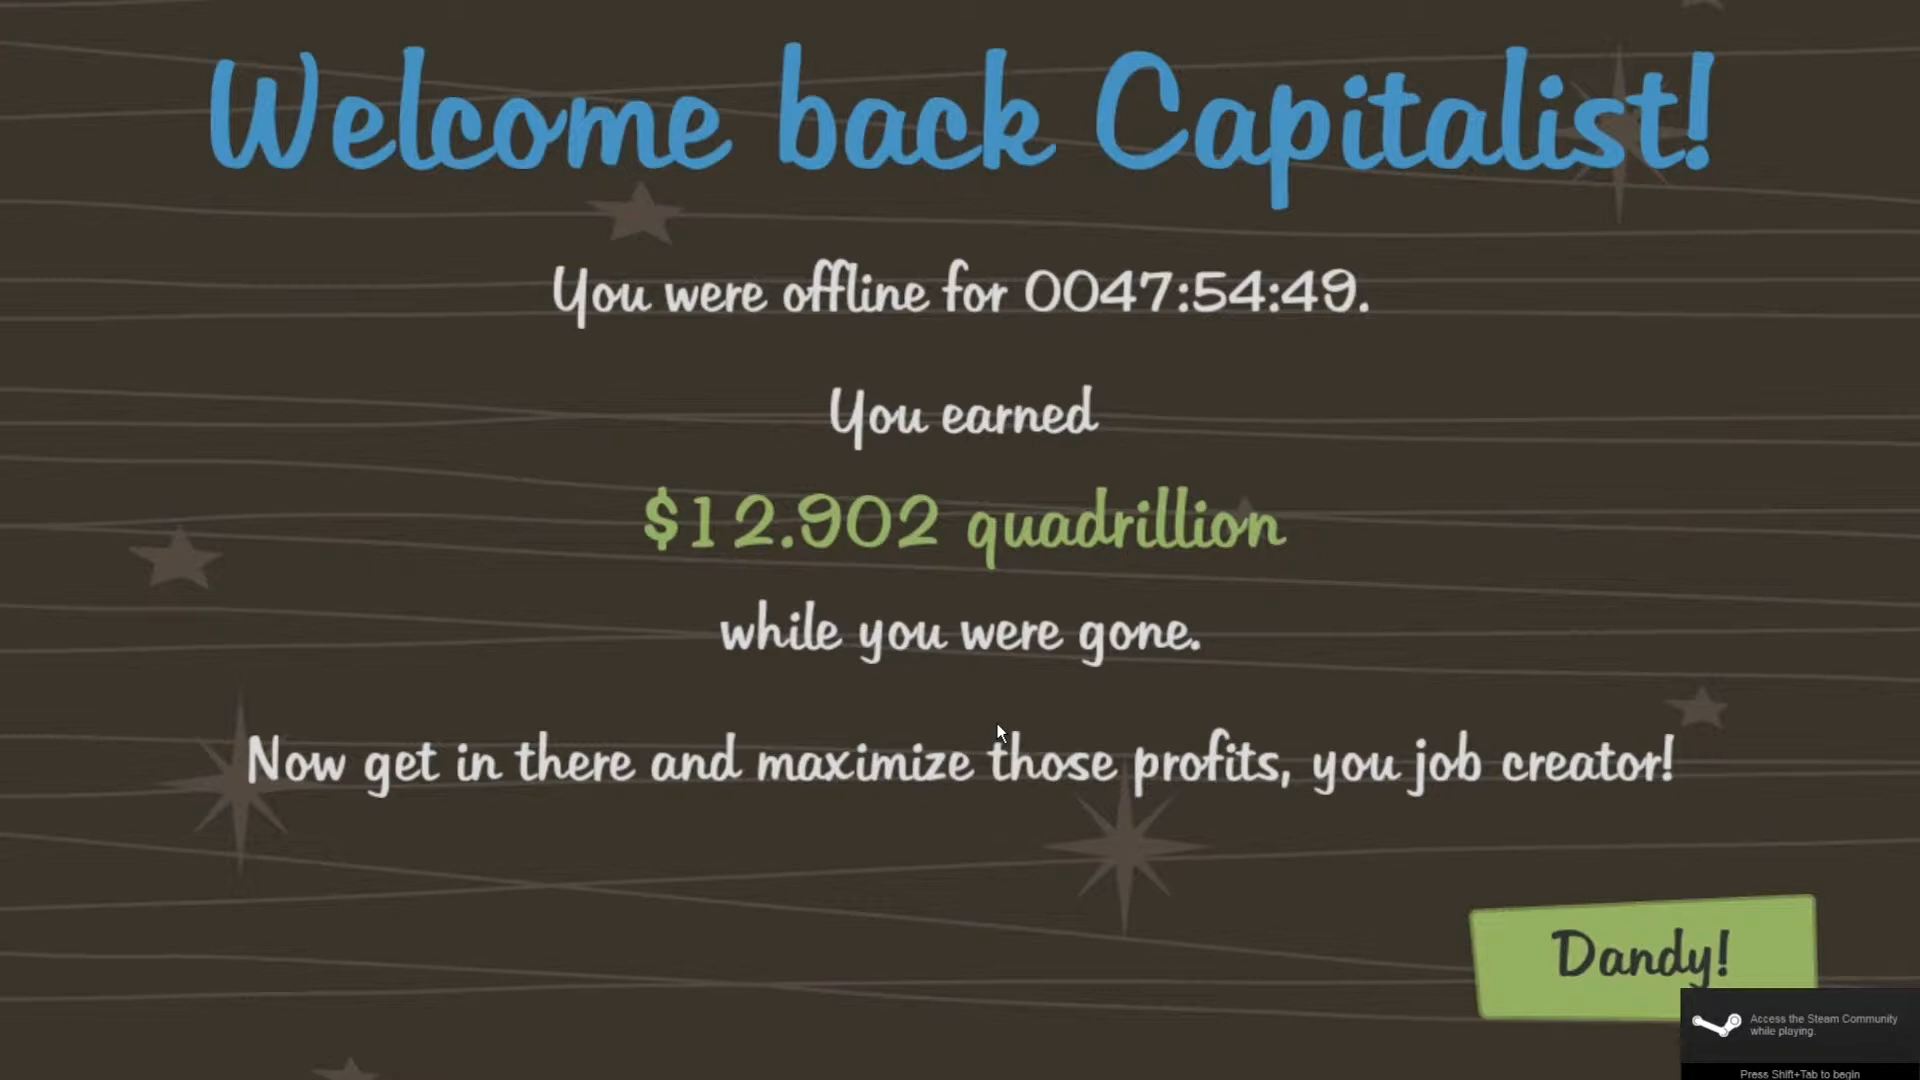 Welcome back Capitalist!
You were offline for 0047:54:49.
You earned
$12.902 quadrillion
while you were gone.
Now get in there and maximize those profits, you job creator!
Dandy!
Access the Steam Community
while playing.
Press Shift+Tab to begin